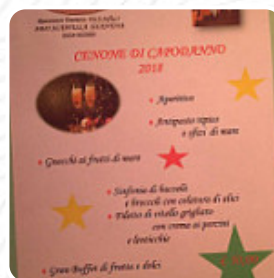 CENONE DI CAPODANNO
2018
Aperitivo
Antipasto tipico
e sfizi di mare
Gnocchi ai frutti di mare
Sinfonia di baccalà
e broccoli con colatura di alici
Filetto di vitello grigliato
con crema ai porcini
e lenticchie
Gran Buffet di frutta e dolci